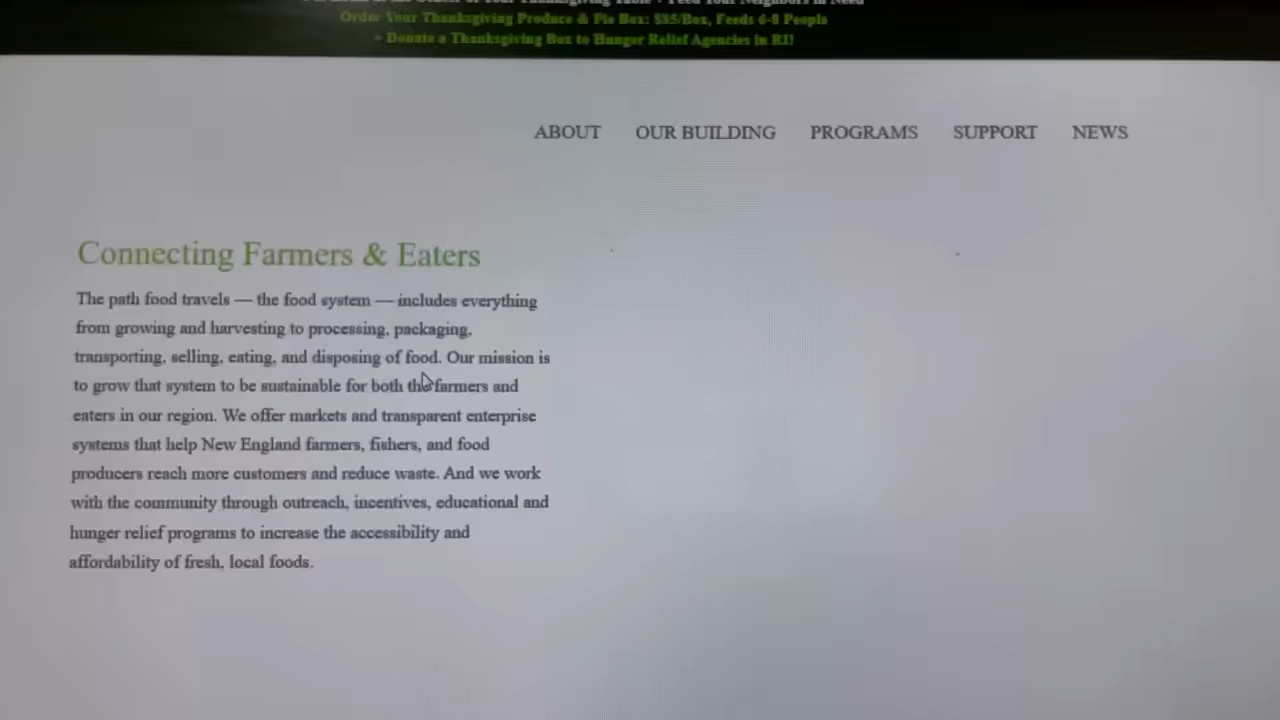 Order Your Thanksgiving Produce & Pie Box: $35/Box, Feeds 6-8 People
+ Donate a Thanksgiving Box to Hunger Relief Agencies in RI!
ABOUT OUR BUILDING PROGRAMS SUPPORT NEWS
Connecting Farmers & Eaters
The path food travels — the food system — includes everything
from growing and harvesting to processing, packaging,
transporting, selling, eating, and disposing of food. Our mission is
to grow that system to be sustainable for both the farmers and
eaters in our region. We offer markets and transparent enterprise
systems that help New England farmers, fishers, and food
producers reach more customers and reduce waste. And we work
with the community through outreach, incentives, educational and
hunger relief programs to increase the accessibility and
affordability of fresh, local foods.